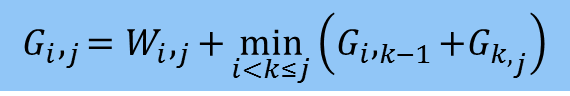 G_{i,j} = W_{i,j} + \min_{i<k≤j} (G_{i,k−1} + G_{k,j})